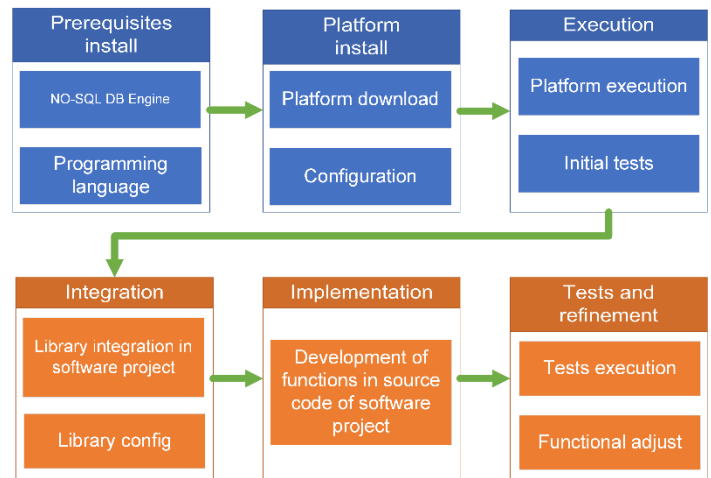 Prerequisites
install
NO-SQL DB Engine
Programming
language
Platform
install
Platform download
Configuration
Execution
Platform execution
Initial tests
Integration
Library integration in
software project
Library config
Implementation
Development of
functions in source
code of software
project
Tests and
refinement
Tests execution
Functional adjust